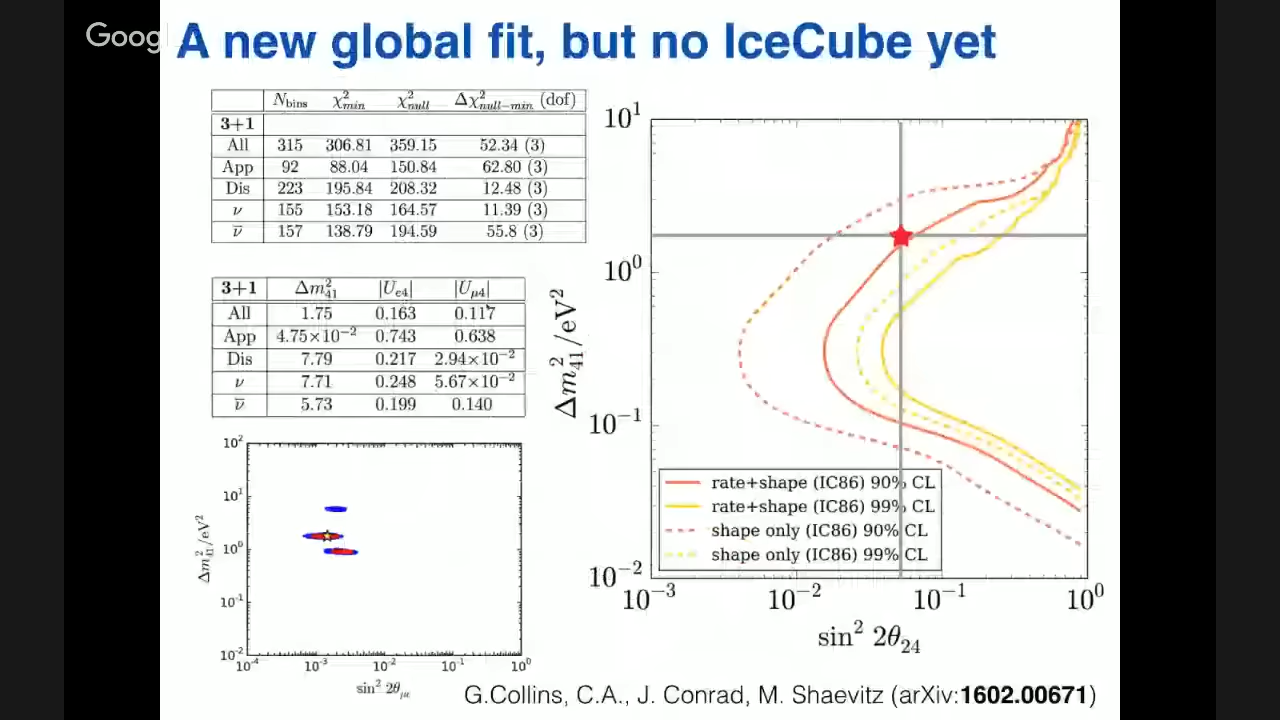 Goog
A new global fit, but no IceCube yet
N_bins χ²_min χ²_null Δχ²_null−min (dof)
3+1
All 315 306.81 359.15 52.34 (3)
App 92 88.04 150.84 62.80 (3)
Dis 223 195.84 208.32 12.48 (3)
ν 155 153.18 164.57 11.39 (3)
ν̅ 157 138.79 194.59 55.8 (3)
3+1 Δm²₄₁ |U_e4| |U_μ4|
All 1.75 0.163 0.117
App 4.75×10⁻² 0.743 0.638
Dis 7.79 0.217 2.94×10⁻²
ν 7.71 0.248 5.67×10⁻²
ν̅ 5.73 0.199 0.140
10²
10¹
10⁰
10⁻¹
10⁻²
Δm²₄₁/eV²
10⁻⁴ 10⁻³ 10⁻² 10⁻¹ 10⁰
sin² 2θ_μe
10¹
10⁰
10⁻¹
10⁻²
Δm²₄₁/eV²
rate+shape (IC86) 90% CL
rate+shape (IC86) 99% CL
shape only (IC86) 90% CL
shape only (IC86) 99% CL
10⁻³ 10⁻² 10⁻¹ 10⁰
sin² 2θ₂₄
G.Collins, C.A., J. Conrad, M. Shaevitz (arXiv:1602.00671)